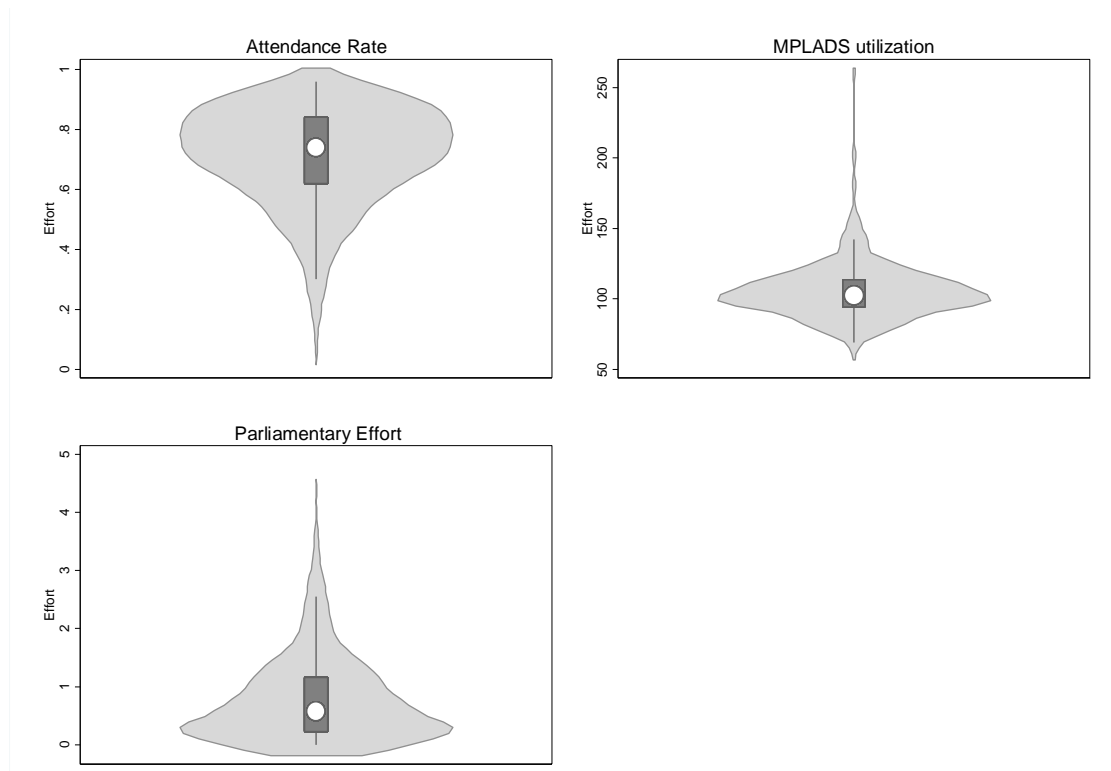 Attendance Rate
Effort
1
.8
.6
.4
.2
0
MPLADS utilization
Effort
250
200
150
100
50
Parliamentary Effort
Effort
5
4
3
2
1
0